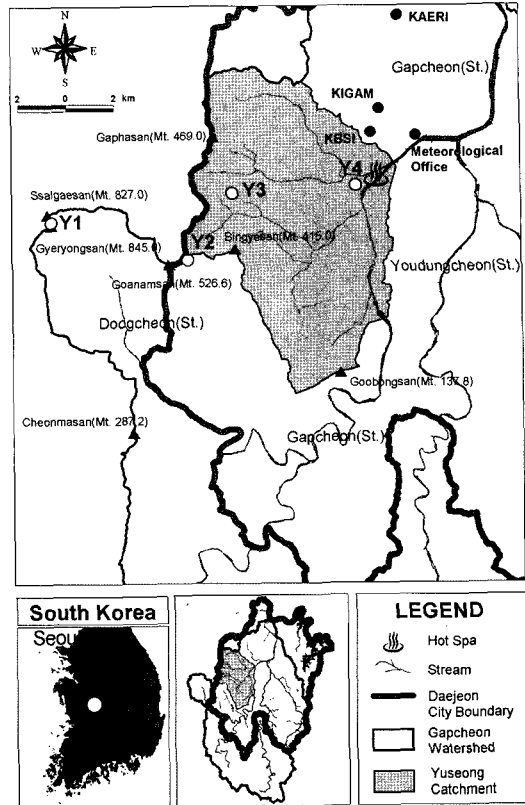 N
W E
S
2 0 2 km
KAERI
Gapcheon(St.)
KIGAM
KBSI
Meteorological
Office
Gaphasan(Mt. 469.0)
Y4
Y3
Ssalgaesan(Mt. 827.0)
Y1
Gyeryongsan(Mt. 845.0)
Y2
Bingyesan(Mt. 415.0)
Goanamsan(Mt. 526.6)
Youdungcheon(St.)
Doogcheon(St.)
Goobongsan(Mt. 137.8)
Cheonmasan(Mt. 287.2)
Gapcheon(St.)
South Korea
Seoul
LEGEND
Hot Spa
Stream
Daejeon
City Boundary
Gapcheon
Watershed
Yuseong
Catchment